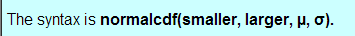 The syntax is normalcdf(smaller, larger, µ, σ).